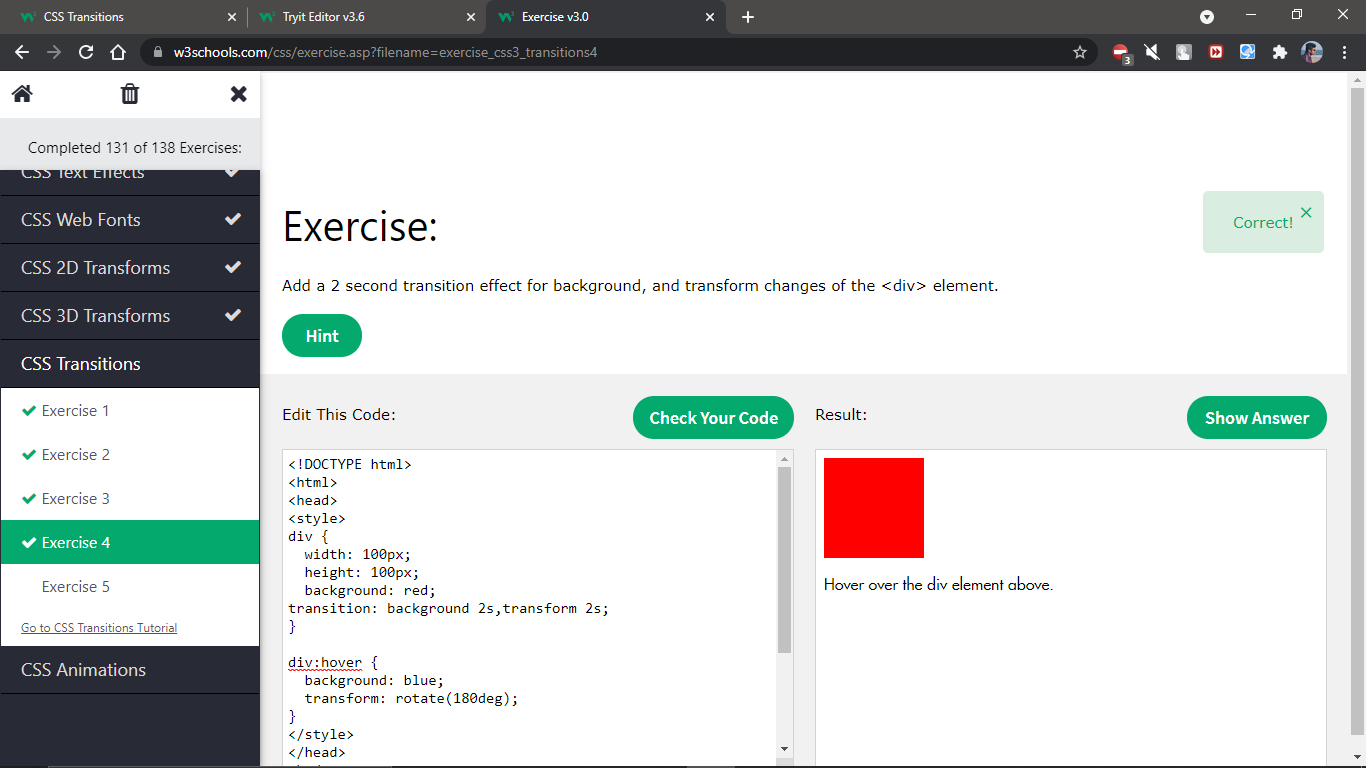 CSS Transitions
Tryit Editor v3.6
Exercise v3.0
w3schools.com/css/exercise.asp?filename=exercise_css3_transitions4
3
Completed 131 of 138 Exercises:
CSS Text Effects
CSS Web Fonts
CSS 2D Transforms
CSS 3D Transforms
CSS Transitions
Exercise 1
Exercise 2
Exercise 3
Exercise 4
Exercise 5
Go to CSS Transitions Tutorial
CSS Animations
Exercise:
Correct!
Add a 2 second transition effect for background, and transform changes of the <div> element.
Hint
Edit This Code:
Check Your Code
<!DOCTYPE html>
<html>
<head>
<style>
div {
  width: 100px;
  height: 100px;
  background: red;
transition: background 2s,transform 2s;
}

div:hover {
  background: blue;
  transform: rotate(180deg);
}
</style>
</head>
Result:
Show Answer
Hover over the div element above.